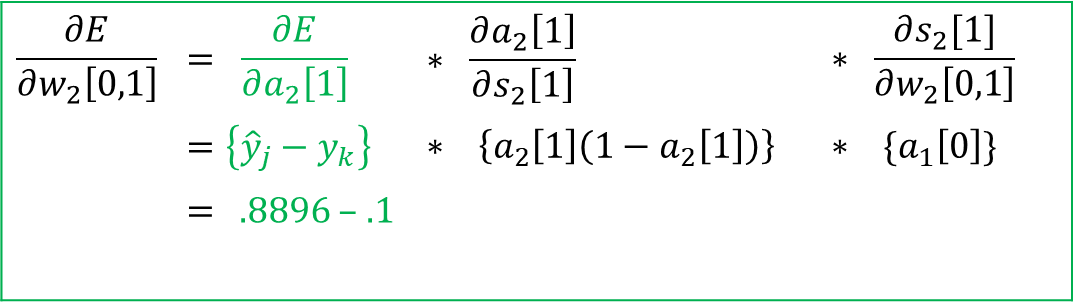 ∂E/∂w₂[0,1] = ∂E/∂a₂[1] * ∂a₂[1]/∂s₂[1] * ∂s₂[1]/∂w₂[0,1]
= {ŷⱼ − yₖ} * {a₂[1](1 − a₂[1])} * {a₁[0]}
= .8896 – .1